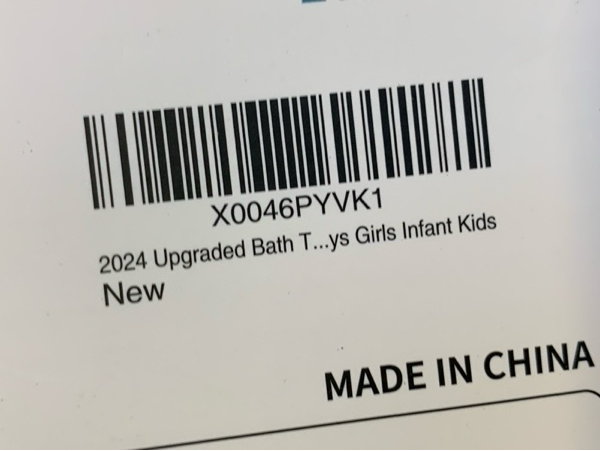 X0046PYVK1
2024 Upgraded Bath T...ys Girls Infant Kids
New
MADE IN CHINA